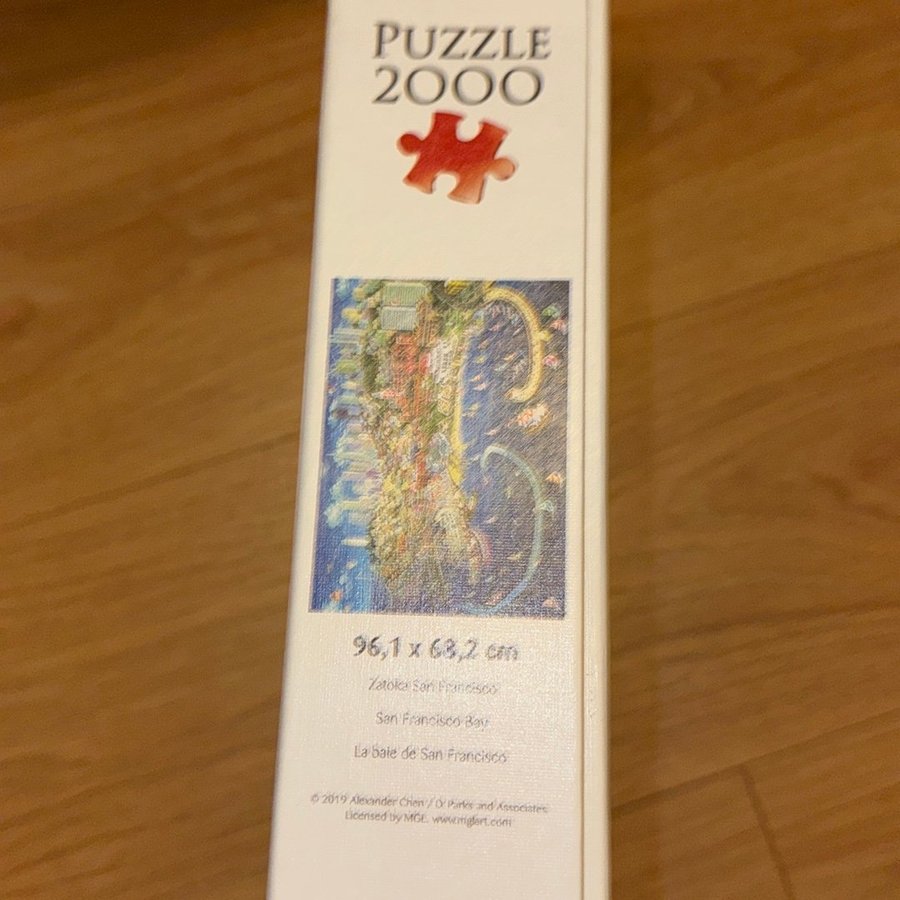 PUZZLE
2000
96,1 x 68,2 cm
Zatoka San Francisco
San Francisco Bay
La baie de San Francisco
© 2019 Alexander Chen / D/ Parks and Associates
Licensed by MGL. www.mglart.com